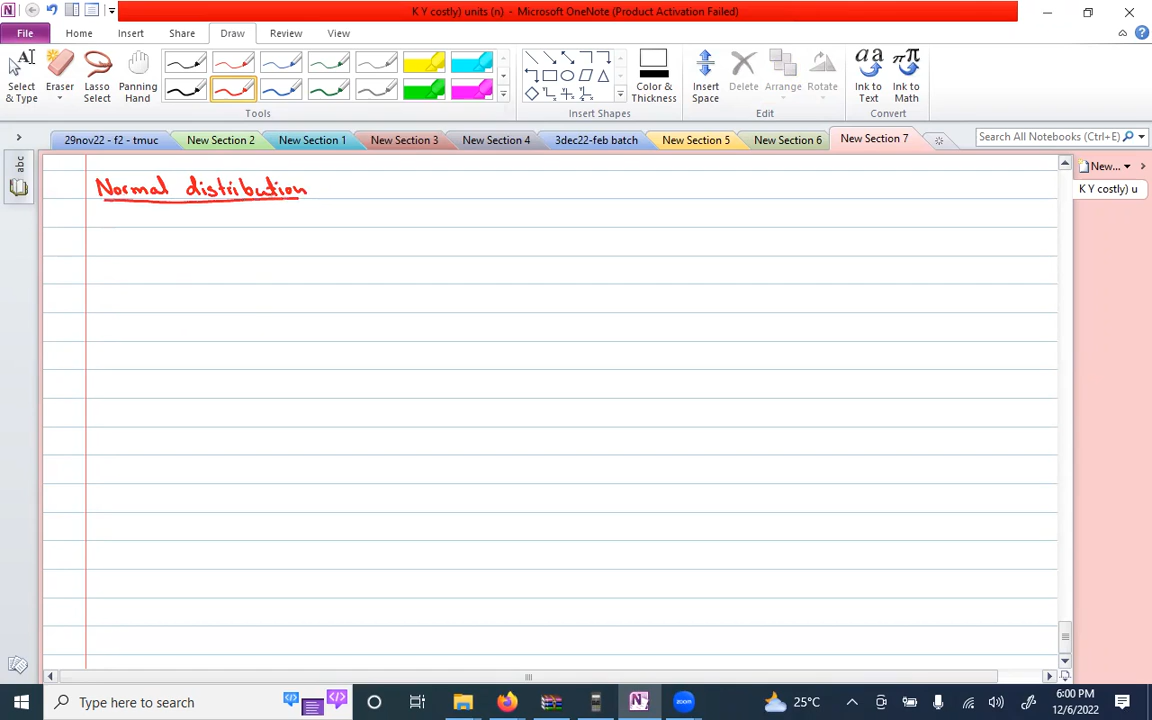 K Y costly) units (n) - Microsoft OneNote (Product Activation Failed)
File Home Insert Share Draw Review View
Select & Type
Eraser
Lasso Select
Panning Hand
Color & Thickness
Insert Space
Delete
Arrange
Rotate
Ink to Text
Ink to Math
Tools
Insert Shapes
Edit
Convert
29nov22 - f2 - tmuc New Section 2 New Section 1 New Section 3 New Section 4 3dec22-feb batch New Section 5 New Section 6 New Section 7
Search All Notebooks (Ctrl+E)
New...
K Y costly) u
abc
Normal distribution
Type here to search
25°C
6:00 PM
12/6/2022